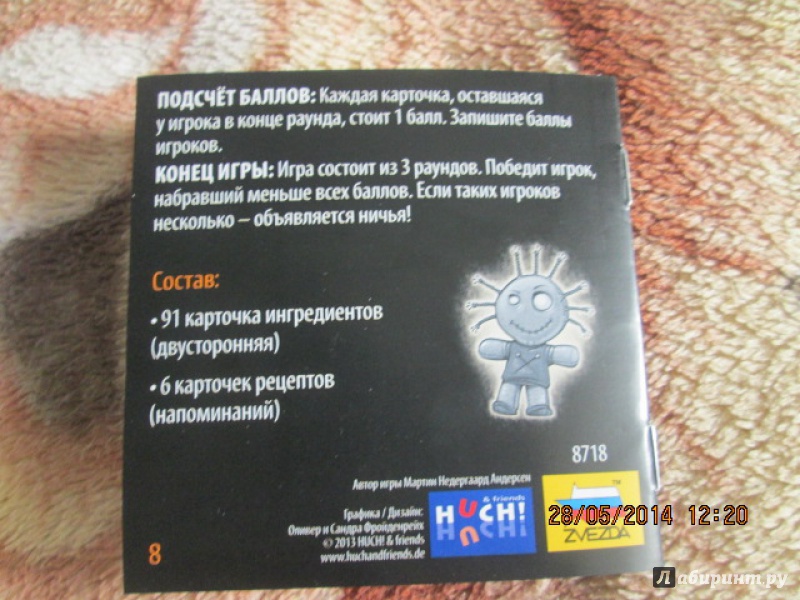 ПОДСЧЁТ БАЛЛОВ: Каждая карточка, оставшаяся
у игрока в конце раунда, стоит 1 балл. Запишите баллы
игроков.
КОНЕЦ ИГРЫ: Игра состоит из 3 раундов. Победит игрок,
набравший меньше всех баллов. Если таких игроков
несколько – объявляется ничья!
Состав:
• 91 карточка ингредиентов
(двусторонняя)
• 6 карточек рецептов
(напоминаний)
8718
Автор игры Мартин Недергаард Андерсен
Графика / Дизайн:
Оливер и Сандра Фройденрейх
© 2013 HUCH! & friends
www.huchandfriends.de
& friends
HUCH!
TM
ZVEZDA
8
28/05/2014 12:20
Лабиринт.ру